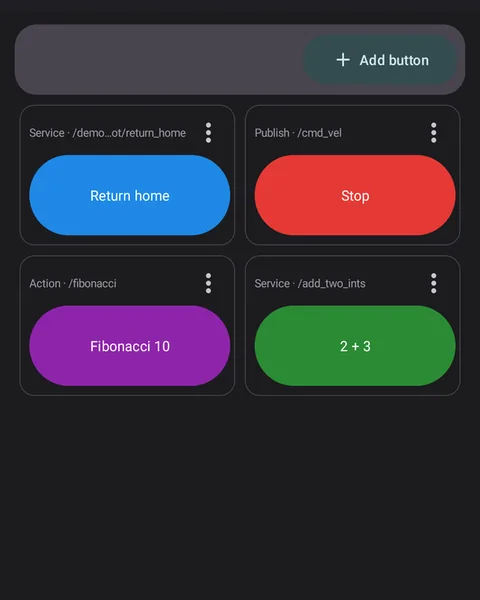 Add button
Service · /demo…ot/return_home
Publish · /cmd_vel
Return home
Stop
Action · /fibonacci
Service · /add_two_ints
Fibonacci 10
2 + 3